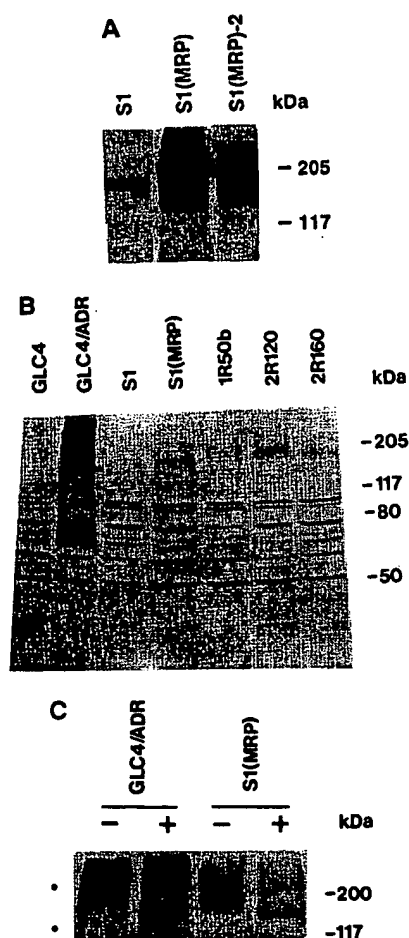 A
S1 S1(MRP) S1(MRP)-2 kDa
– 205
– 117
B
GLC4 GLC4/ADR S1 S1(MRP) 1R50b 2R120 2R160 kDa
–205
–117
–80
–50
C
GLC4/ADR S1(MRP)
– + – + kDa
–200
–117